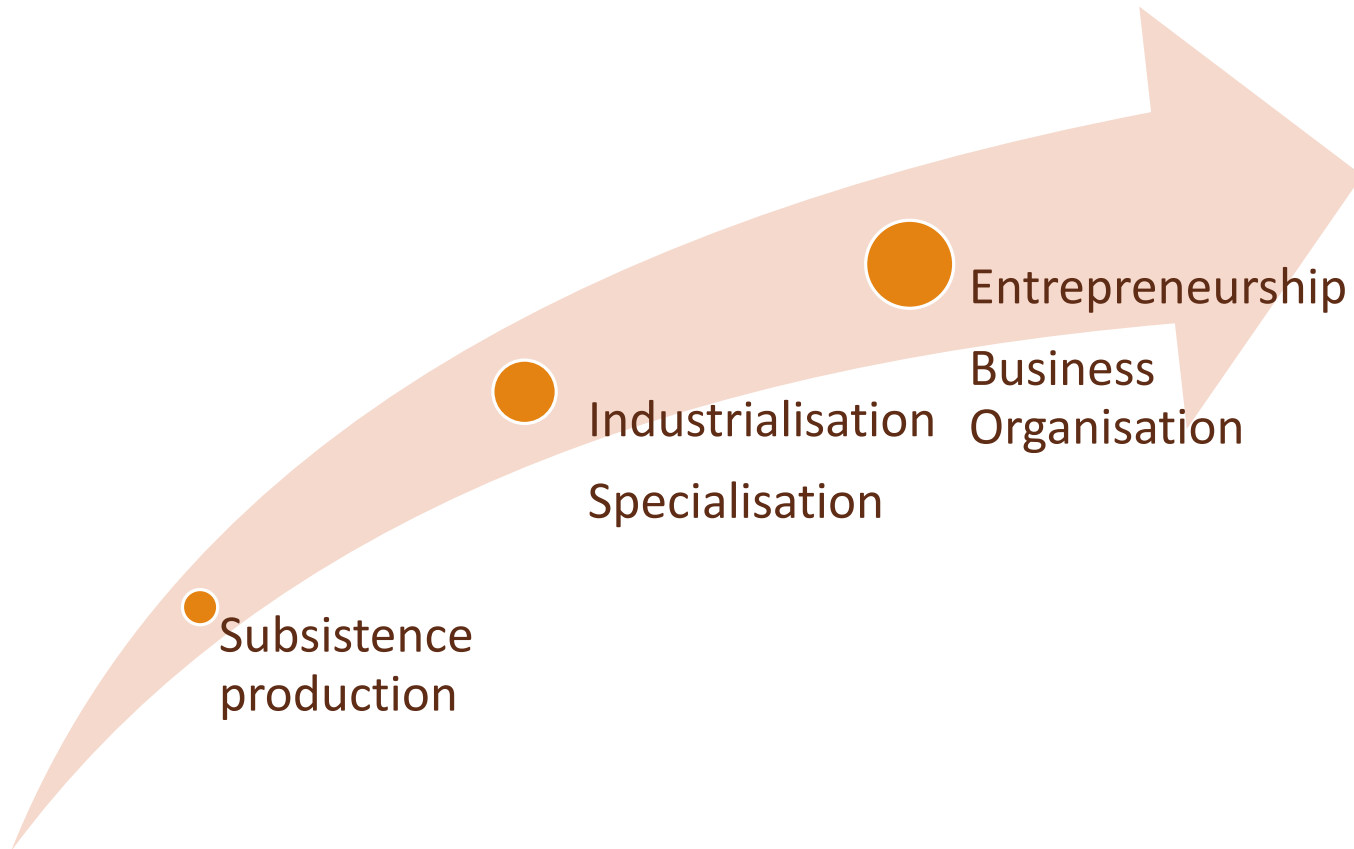 Entrepreneurship
Business
Organisation
Industrialisation
Specialisation
Subsistence
production